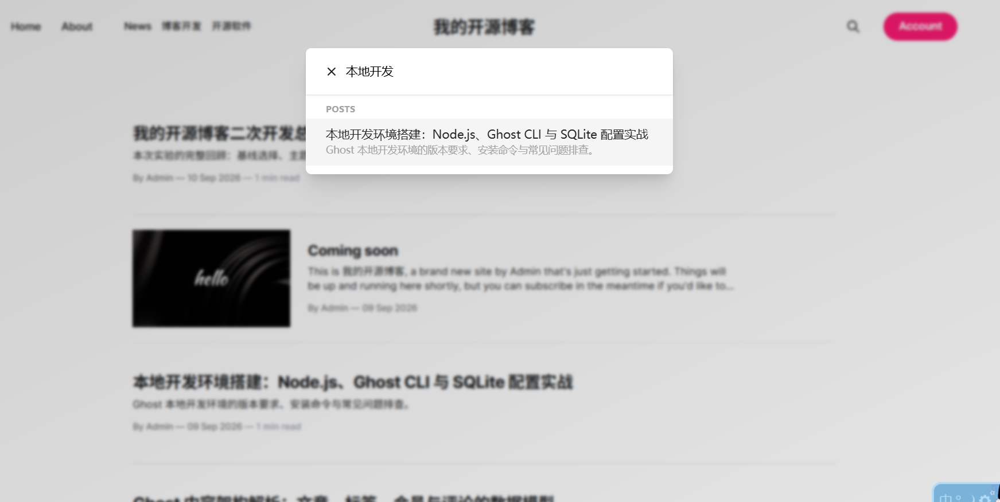 Home About News 博客开发 开源软件 我的开源博客 Account
本地开发
POSTS
本地开发环境搭建：Node.js、Ghost CLI 与 SQLite 配置实战
Ghost 本地开发环境的版本要求、安装命令与常见问题排查。
我的开源博客二次开发总
本次实验的完整回顾：基线选择、主题
By Admin — 10 Sep 2026 — 1 min read
hello
Coming soon
This is 我的开源博客, a brand new site by Admin that's just getting started. Things will
be up and running here shortly, but you can subscribe in the meantime if you'd like to...
By Admin — 09 Sep 2026
本地开发环境搭建：Node.js、Ghost CLI 与 SQLite 配置实战
Ghost 本地开发环境的版本要求、安装命令与常见问题排查。
By Admin — 09 Sep 2026 — 1 min read
Ghost 内容架构解析：文章、标签、会员与评论的数据模型
中